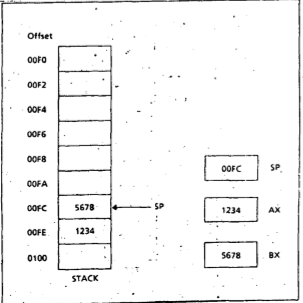 Offset
00F0
00F2
00F4
00F6
00F8
00FA
00FC 5678 SP
00FE 1234
0100
STACK
00FC SP
1234 AX
5678 BX